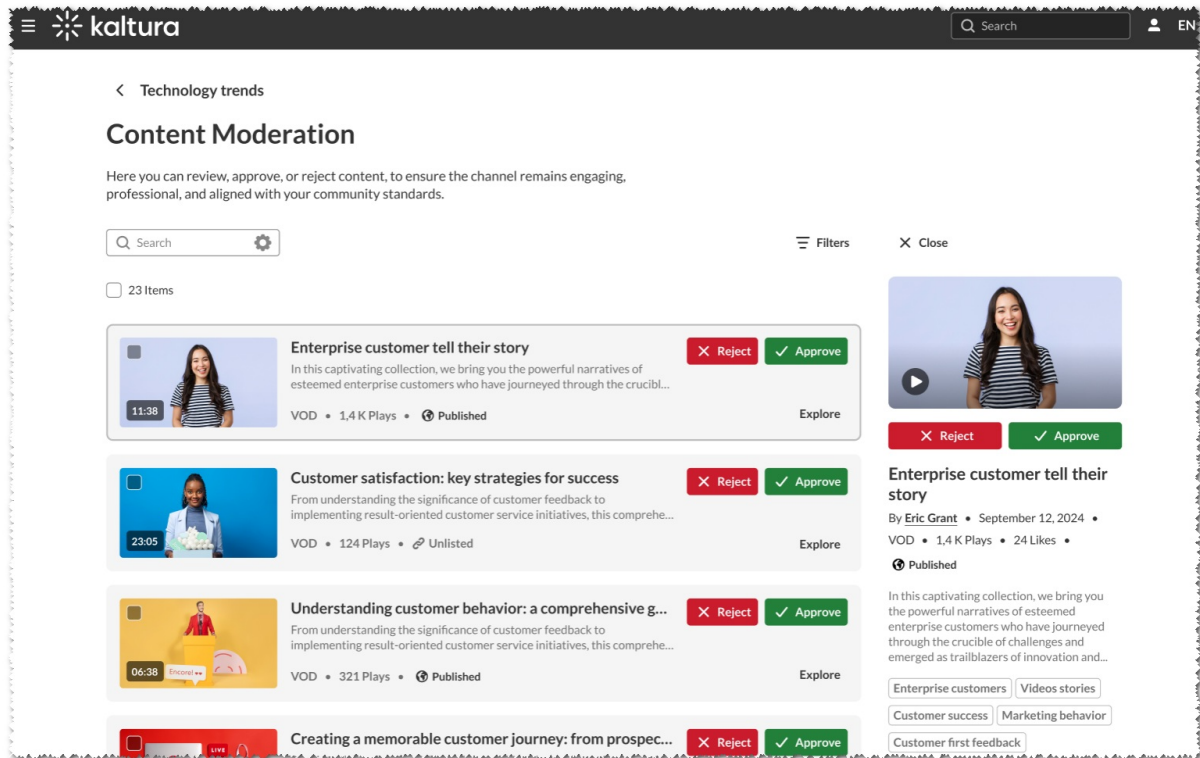 kaltura
Search
EN
Technology trends
Content Moderation
Here you can review, approve, or reject content, to ensure the channel remains engaging,
professional, and aligned with your community standards.
Search
Filters
Close
23 Items
Enterprise customer tell their story
In this captivating collection, we bring you the powerful narratives of
esteemed enterprise customers who have journeyed through the crucibl...
11:38
VOD • 1,4 K Plays • Published
Reject
Approve
Explore
Customer satisfaction: key strategies for success
From understanding the significance of customer feedback to
implementing result-oriented customer service initiatives, this comprehe...
23:05
VOD • 124 Plays • Unlisted
Reject
Approve
Explore
Understanding customer behavior: a comprehensive g...
From understanding the significance of customer feedback to
implementing result-oriented customer service initiatives, this comprehe...
06:38
Encore!
VOD • 321 Plays • Published
Reject
Approve
Explore
LIVE
Creating a memorable customer journey: from prospec...
Reject
Approve
Reject
Approve
Enterprise customer tell their
story
By Eric Grant • September 12, 2024 •
VOD • 1,4 K Plays • 24 Likes •
Published
In this captivating collection, we bring you
the powerful narratives of esteemed
enterprise customers who have journeyed
through the crucible of challenges and
emerged as trailblazers of innovation and...
Enterprise customers
Videos stories
Customer success
Marketing behavior
Customer first feedback